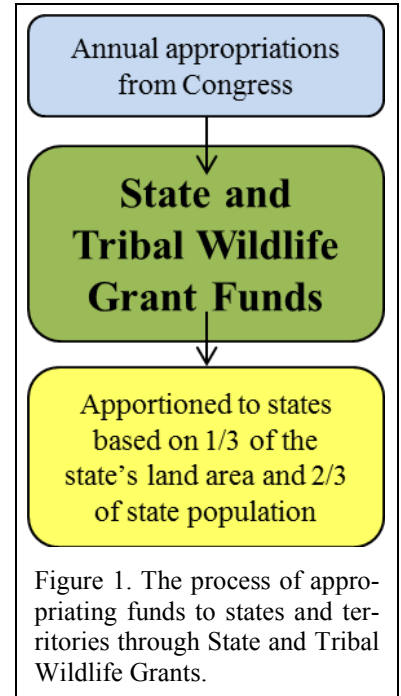 Annual appropriations
from Congress
State and
Tribal Wildlife
Grant Funds
Apportioned to states
based on 1/3 of the
state's land area and 2/3
of state population
Figure 1. The process of appro-
priating funds to states and ter-
ritories through State and Tribal
Wildlife Grants.